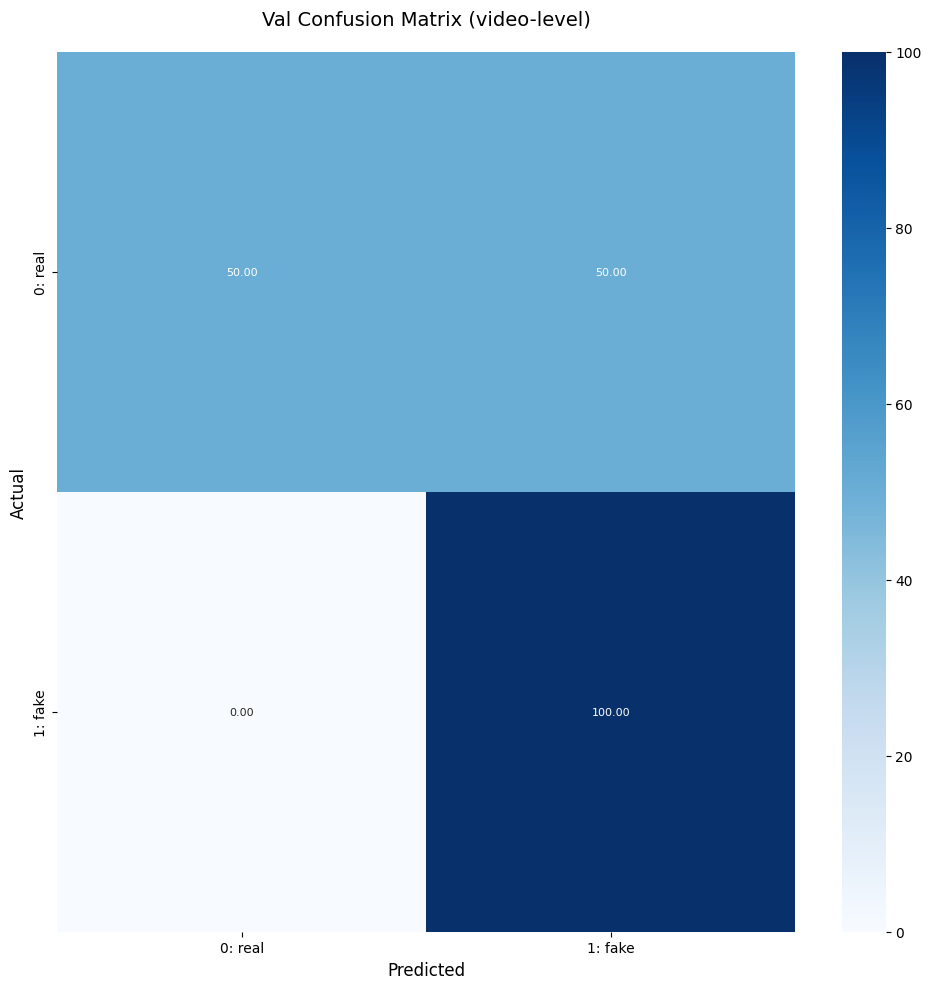 Val Confusion Matrix (video-level)
100
80
60
40
20
0
Actual
0: real
1: fake
50.00 50.00
0.00 100.00
0: real 1: fake
Predicted